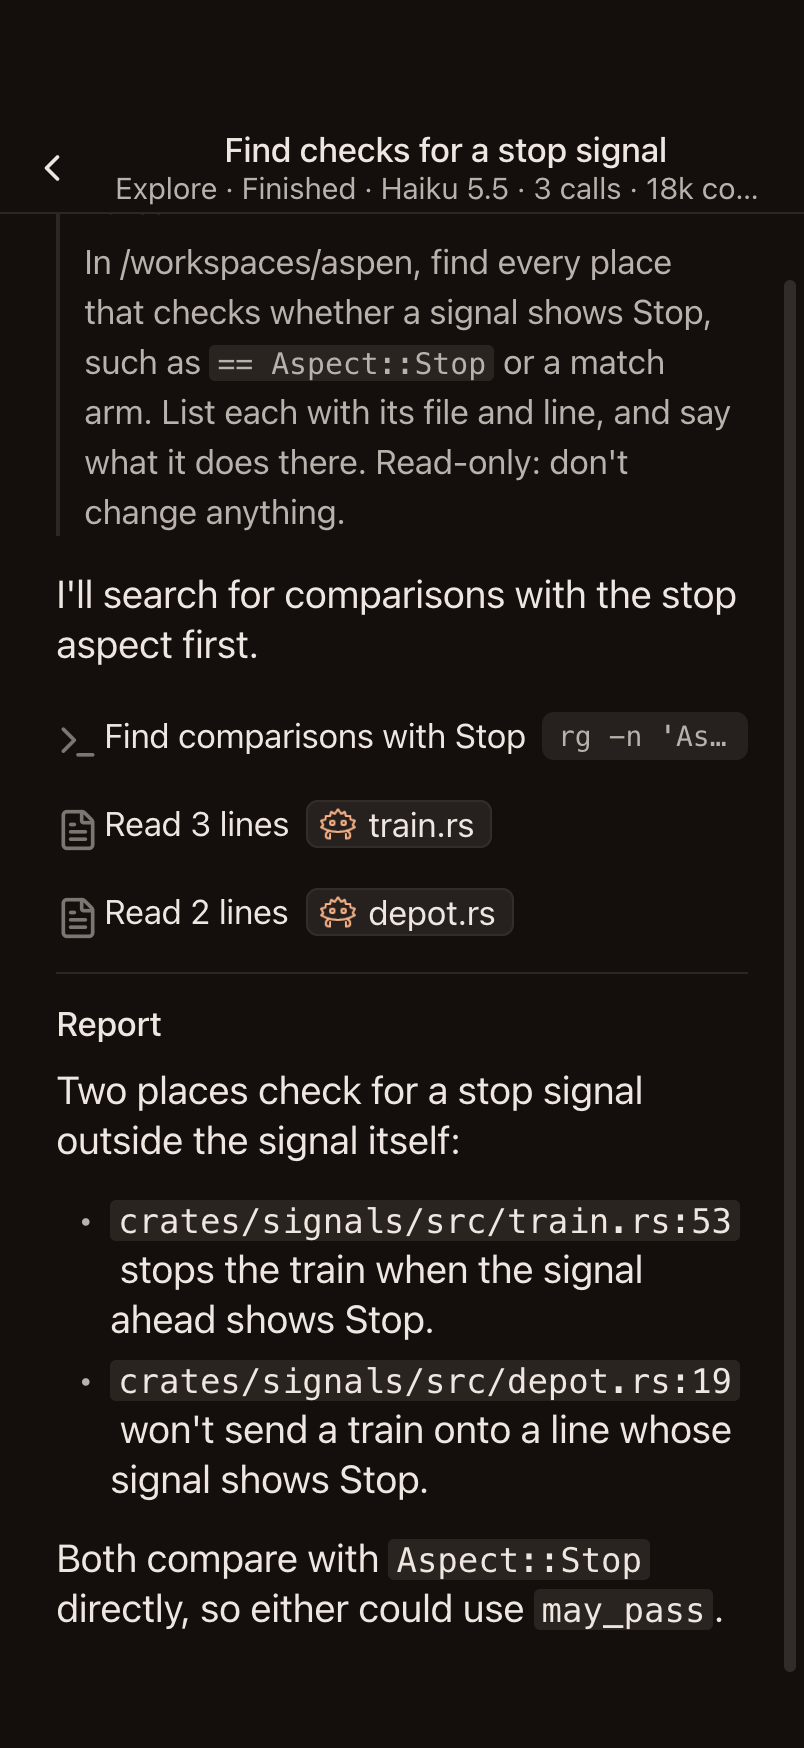 Find checks for a stop signal
Explore · Finished · Haiku 5.5 · 3 calls · 18k co...
In /workspaces/aspen, find every place
that checks whether a signal shows Stop,
such as == Aspect::Stop or a match
arm. List each with its file and line, and say
what it does there. Read-only: don't
change anything.
I'll search for comparisons with the stop
aspect first.
Find comparisons with Stop rg -n 'As…
Read 3 lines train.rs
Read 2 lines depot.rs
Report
Two places check for a stop signal
outside the signal itself:
• crates/signals/src/train.rs:53
stops the train when the signal
ahead shows Stop.
• crates/signals/src/depot.rs:19
won't send a train onto a line whose
signal shows Stop.
Both compare with Aspect::Stop
directly, so either could use may_pass.